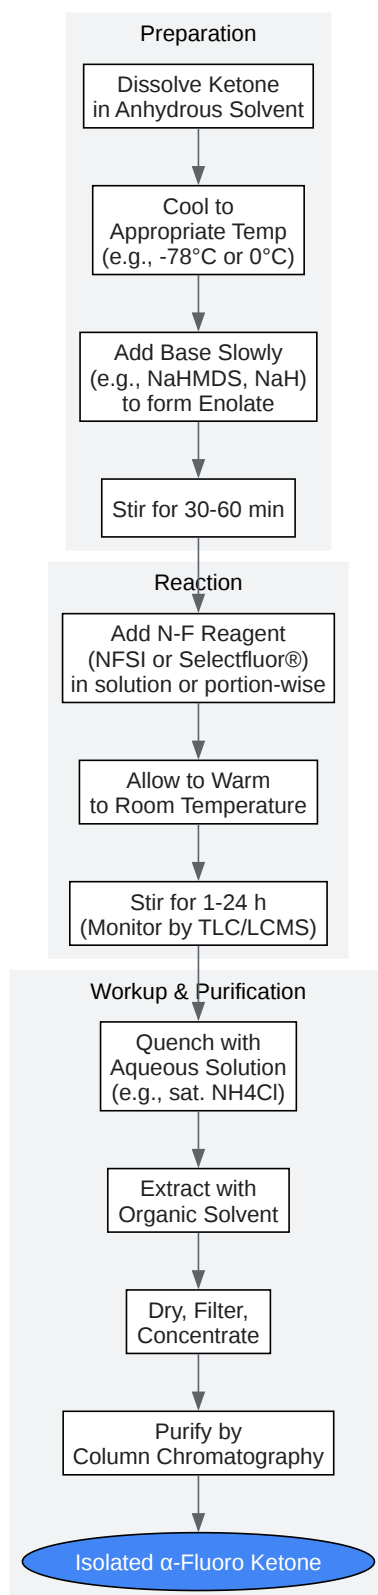 Preparation
Dissolve Ketone
in Anhydrous Solvent
Cool to
Appropriate Temp
(e.g., -78°C or 0°C)
Add Base Slowly
(e.g., NaHMDS, NaH)
to form Enolate
Stir for 30-60 min
Reaction
Add N-F Reagent
(NFSI or Selectfluor®)
in solution or portion-wise
Allow to Warm
to Room Temperature
Stir for 1-24 h
(Monitor by TLC/LCMS)
Workup & Purification
Quench with
Aqueous Solution
(e.g., sat. NH4Cl)
Extract with
Organic Solvent
Dry, Filter,
Concentrate
Purify by
Column Chromatography
Isolated α-Fluoro Ketone